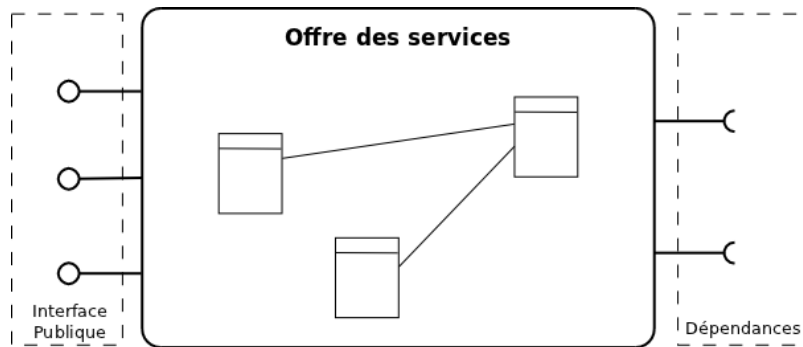 Offre des services
Interface
Publique
Dépendances